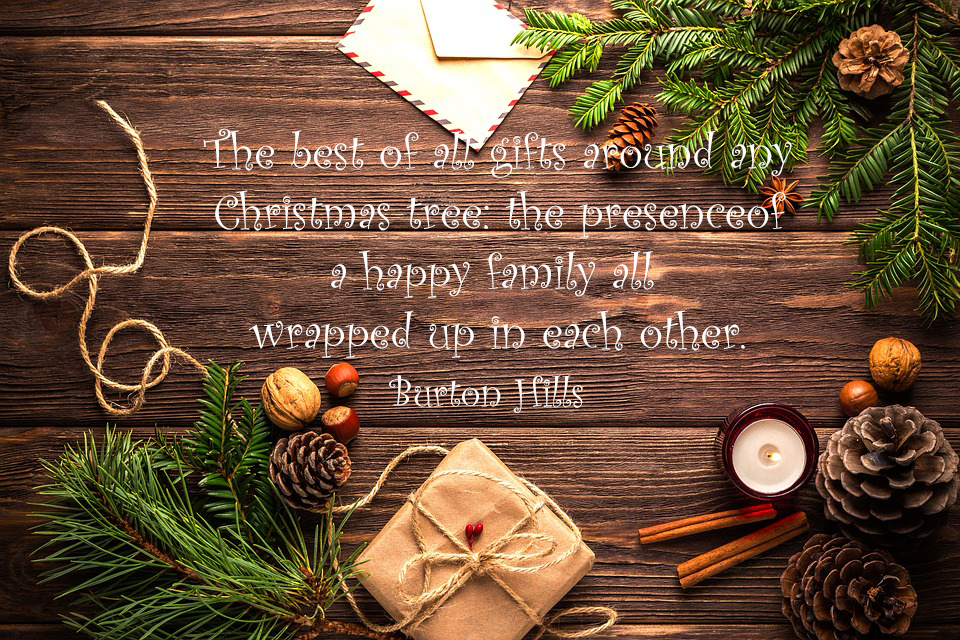 The best of all gifts around any
Christmas tree: the presenceof
a happy family all
wrapped up in each other.
Burton Hills